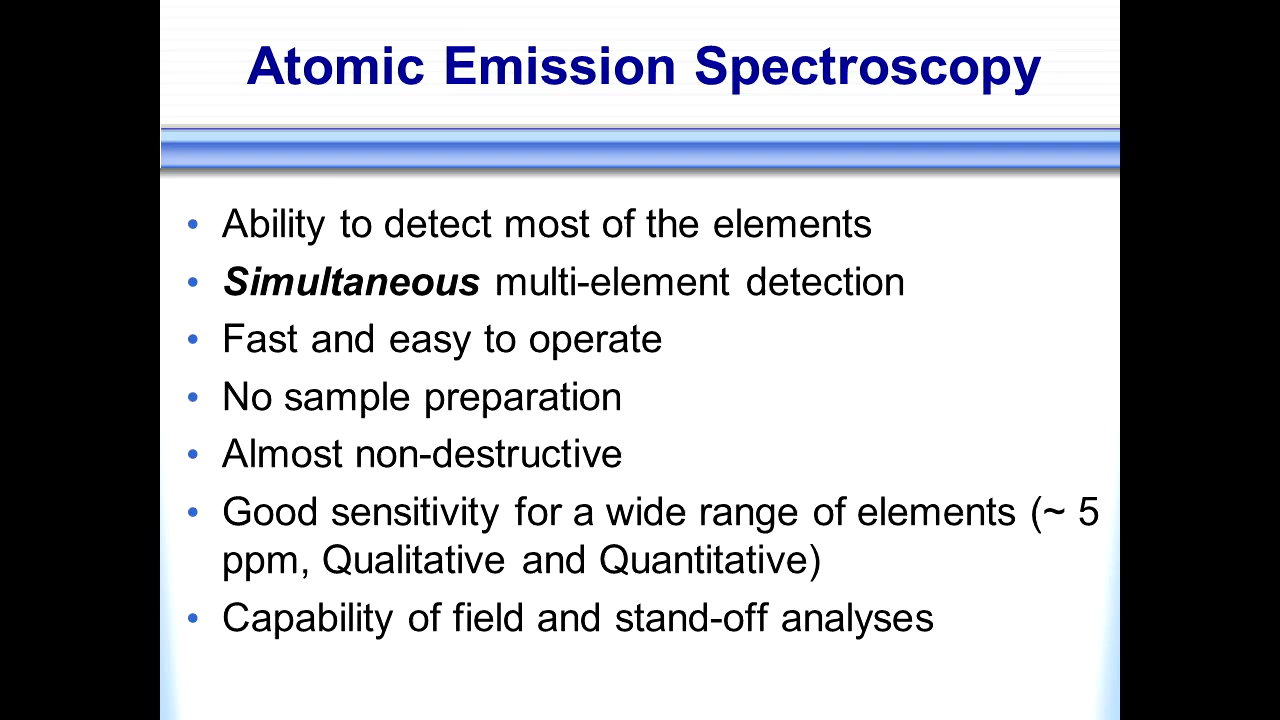 Atomic Emission Spectroscopy
• Ability to detect most of the elements
• Simultaneous multi-element detection
• Fast and easy to operate
• No sample preparation
• Almost non-destructive
• Good sensitivity for a wide range of elements (~ 5
ppm, Qualitative and Quantitative)
• Capability of field and stand-off analyses